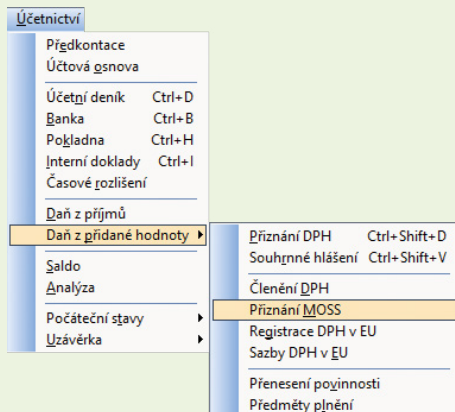 Účetnictví
Předkontace
Účtová osnova
Účetní deník Ctrl+D
Banka Ctrl+B
Pokladna Ctrl+H
Interní doklady Ctrl+I
Časové rozlišení
Daň z příjmů
Daň z přidané hodnoty
Saldo
Analýza
Počáteční stavy
Uzávěrka
Přiznání DPH Ctrl+Shift+D
Souhrnné hlášení Ctrl+Shift+V
Členění DPH
Přiznání MOSS
Registrace DPH v EU
Sazby DPH v EU
Přenesení povinnosti
Předměty plnění